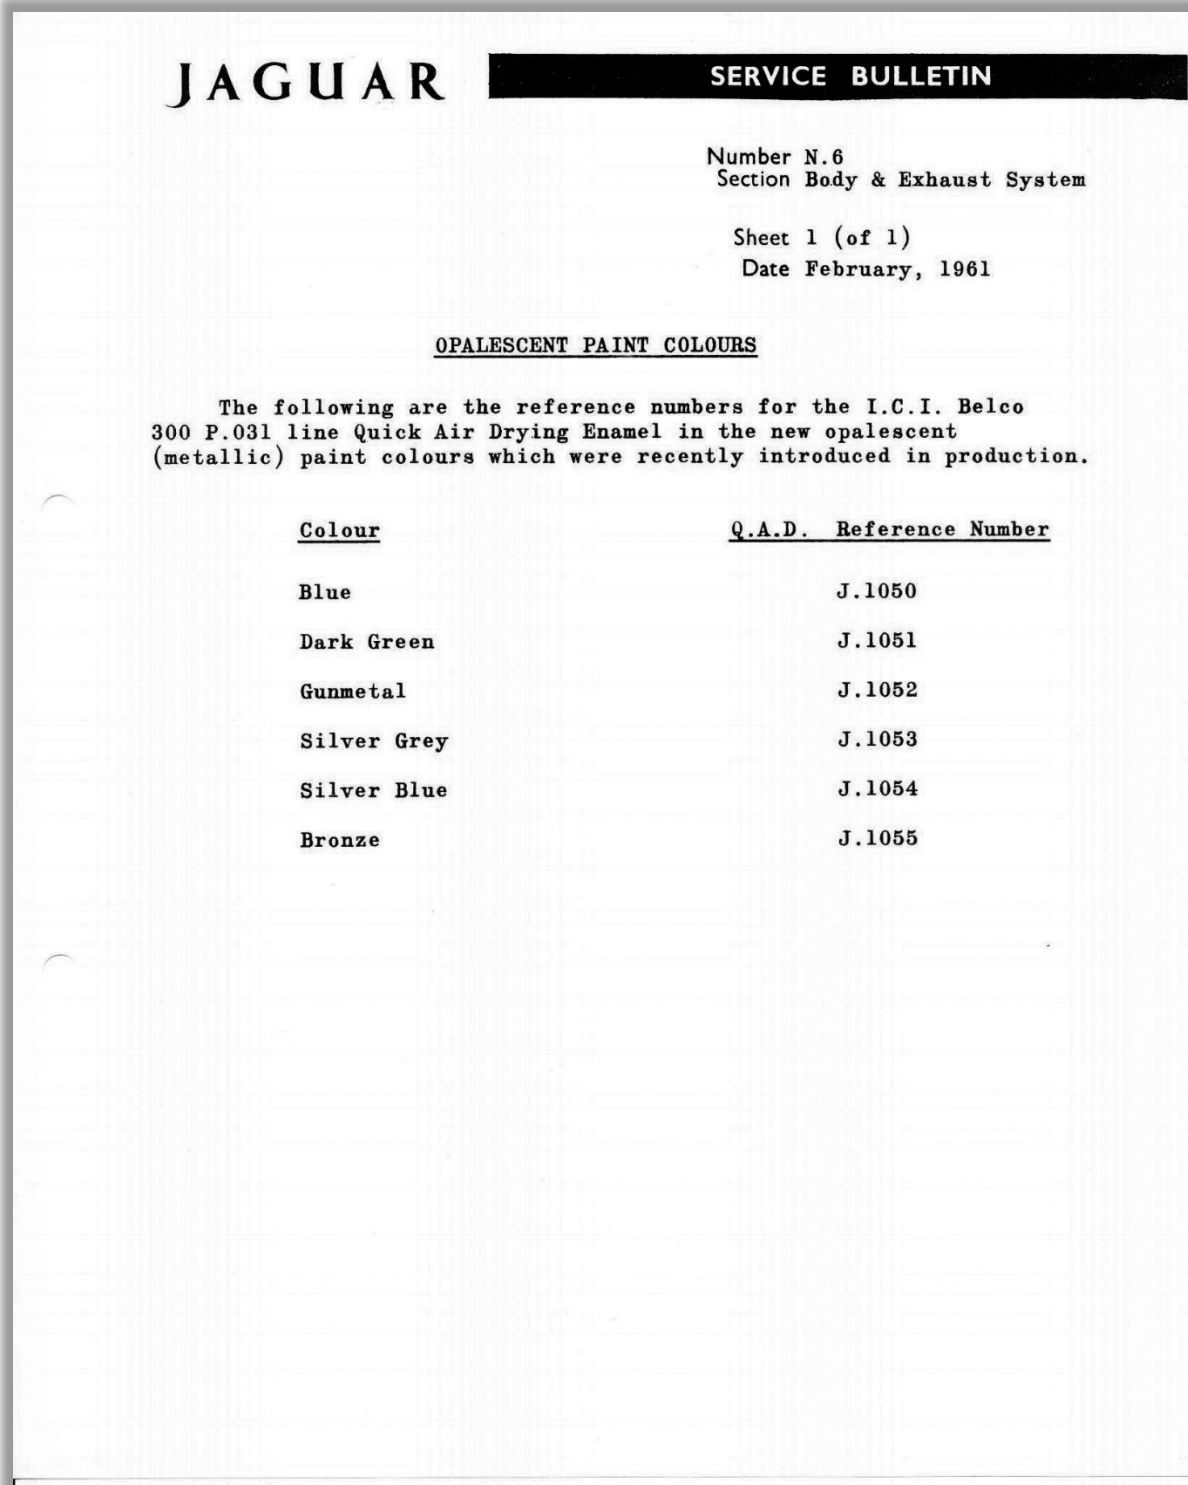 JAGUAR SERVICE BULLETIN
Number N.6
Section Body & Exhaust System
Sheet 1 (of 1)
Date February, 1961
OPALESCENT PAINT COLOURS
The following are the reference numbers for the I.C.I. Belco
300 P.031 line Quick Air Drying Enamel in the new opalescent
(metallic) paint colours which were recently introduced in production.
Colour Q.A.D. Reference Number
Blue J.1050
Dark Green J.1051
Gunmetal J.1052
Silver Grey J.1053
Silver Blue J.1054
Bronze J.1055